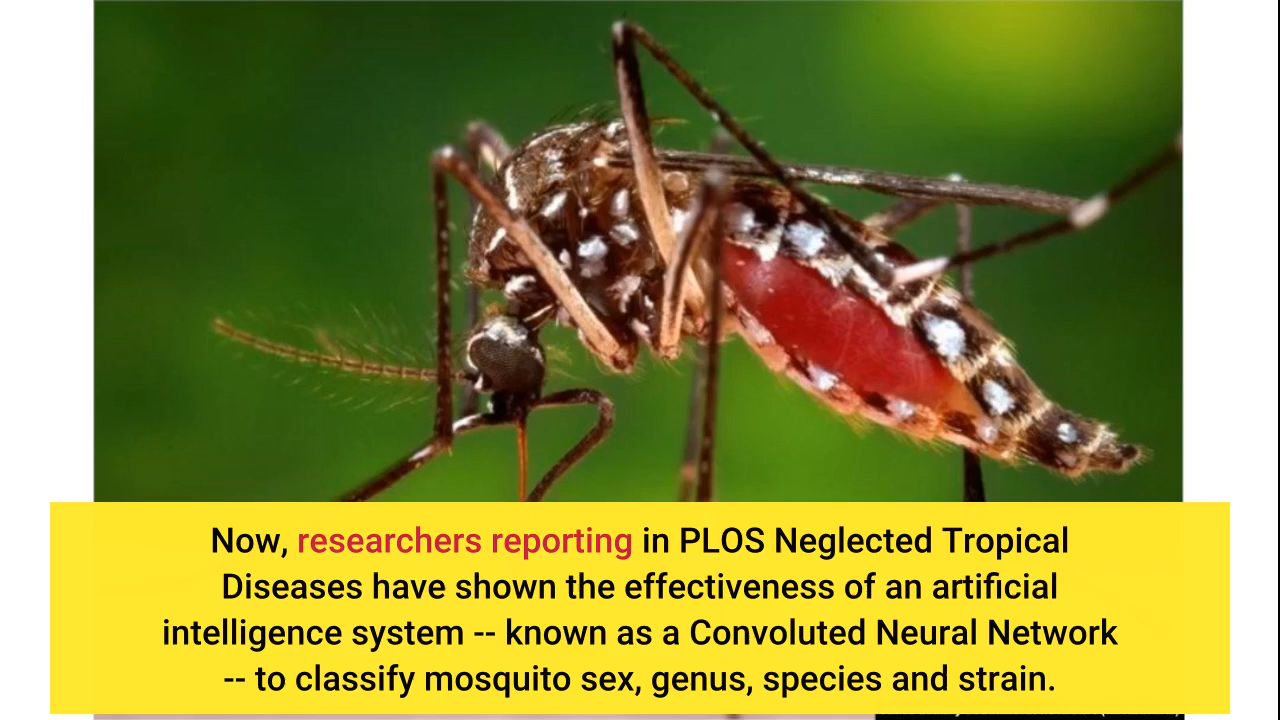 Now, researchers reporting in PLOS Neglected Tropical
Diseases have shown the effectiveness of an artificial
intelligence system -- known as a Convoluted Neural Network
-- to classify mosquito sex, genus, species and strain.